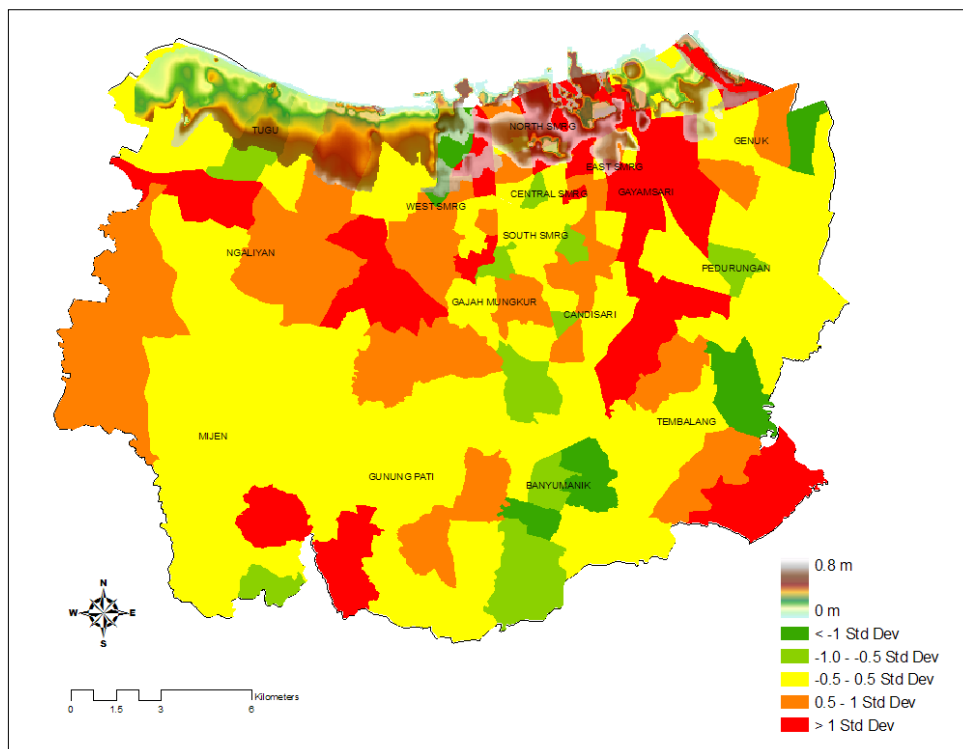 TUGU
NORTH SMRG
GENUK
EAST SMRG
CENTRAL SMRG
GAYAMSARI
WEST SMRG
SOUTH SMRG
NGALIYAN
PEDURUNGAN
GAJAH MUNGKUR
CANDISARI
MIJEN
TEMBALANG
GUNUNG PATI
BANYUMANIK
N
W E
S
0 1.5 3 6
Kilometers
0.8 m
0 m
< -1 Std Dev
-1.0 - -0.5 Std Dev
-0.5 - 0.5 Std Dev
0.5 - 1 Std Dev
> 1 Std Dev